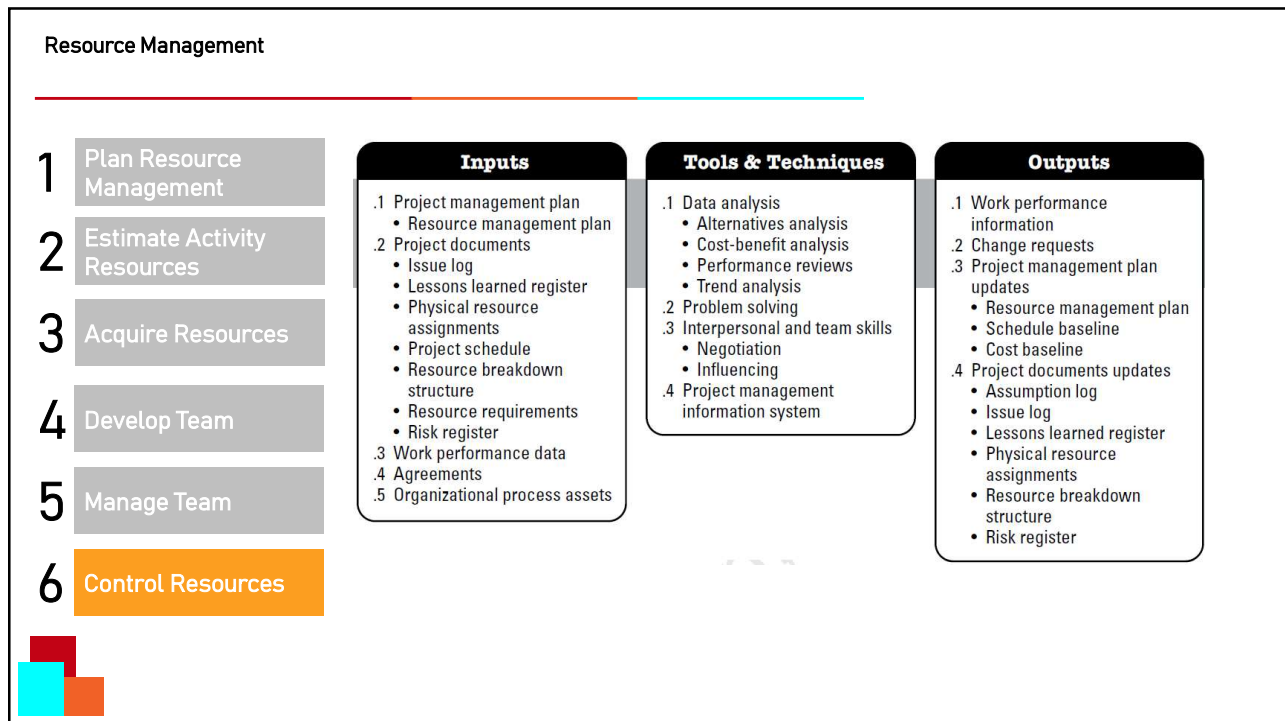 Resource Management
1
Plan Resource
Management
2
Estimate Activity
Resources
3
Acquire Resources
4
Develop Team
5
Manage Team
6
Control Resources
Inputs
.1 Project management plan
• Resource management plan
.2 Project documents
• Issue log
• Lessons learned register
• Physical resource
assignments
• Project schedule
• Resource breakdown
structure
• Resource requirements
• Risk register
.3 Work performance data
.4 Agreements
.5 Organizational process assets
Tools & Techniques
.1 Data analysis
• Alternatives analysis
• Cost-benefit analysis
• Performance reviews
• Trend analysis
.2 Problem solving
.3 Interpersonal and team skills
• Negotiation
• Influencing
.4 Project management
information system
Outputs
.1 Work performance
information
.2 Change requests
.3 Project management plan
updates
• Resource management plan
• Schedule baseline
• Cost baseline
.4 Project documents updates
• Assumption log
• Issue log
• Lessons learned register
• Physical resource
assignments
• Resource breakdown
structure
• Risk register